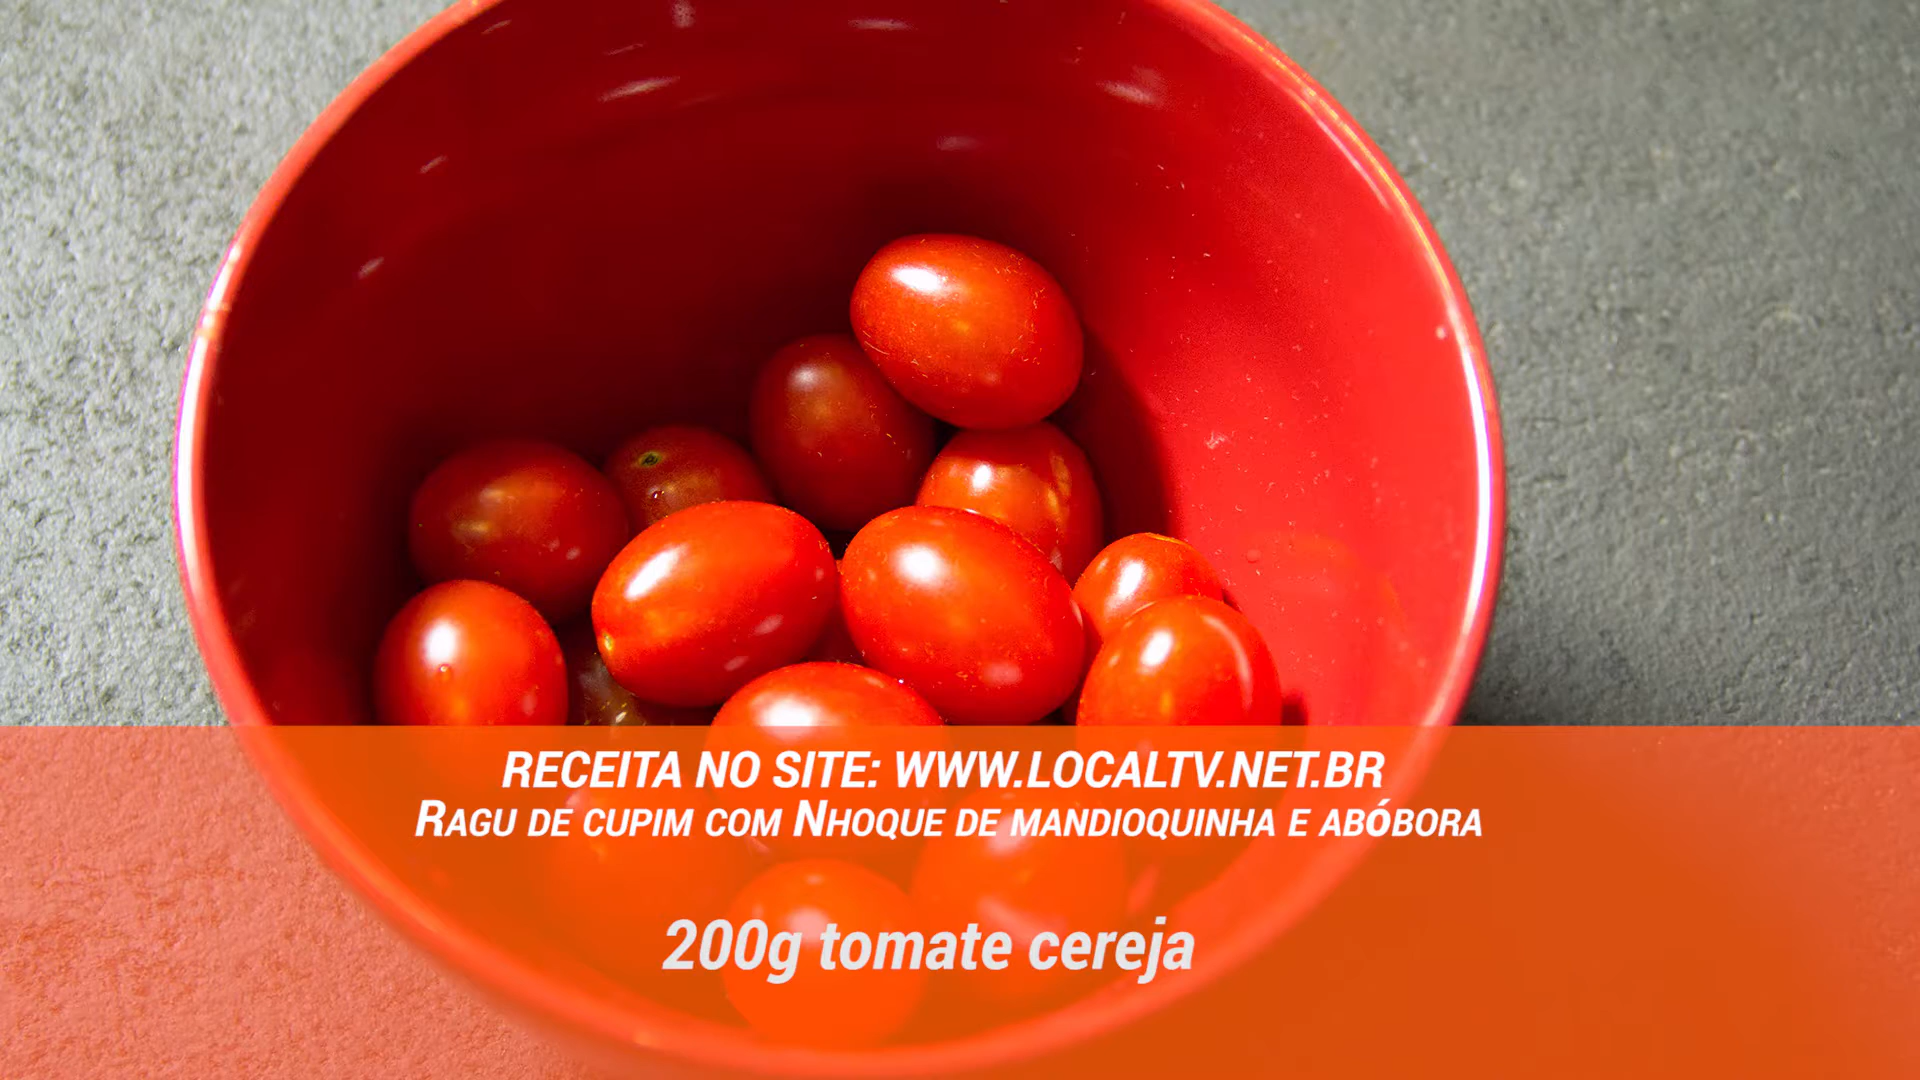 RECEITA NO SITE: WWW.LOCALTV.NET.BR
RAGU DE CUPIM COM NHOQUE DE MANDIOQUINHA E ABÓBORA
200g tomate cereja